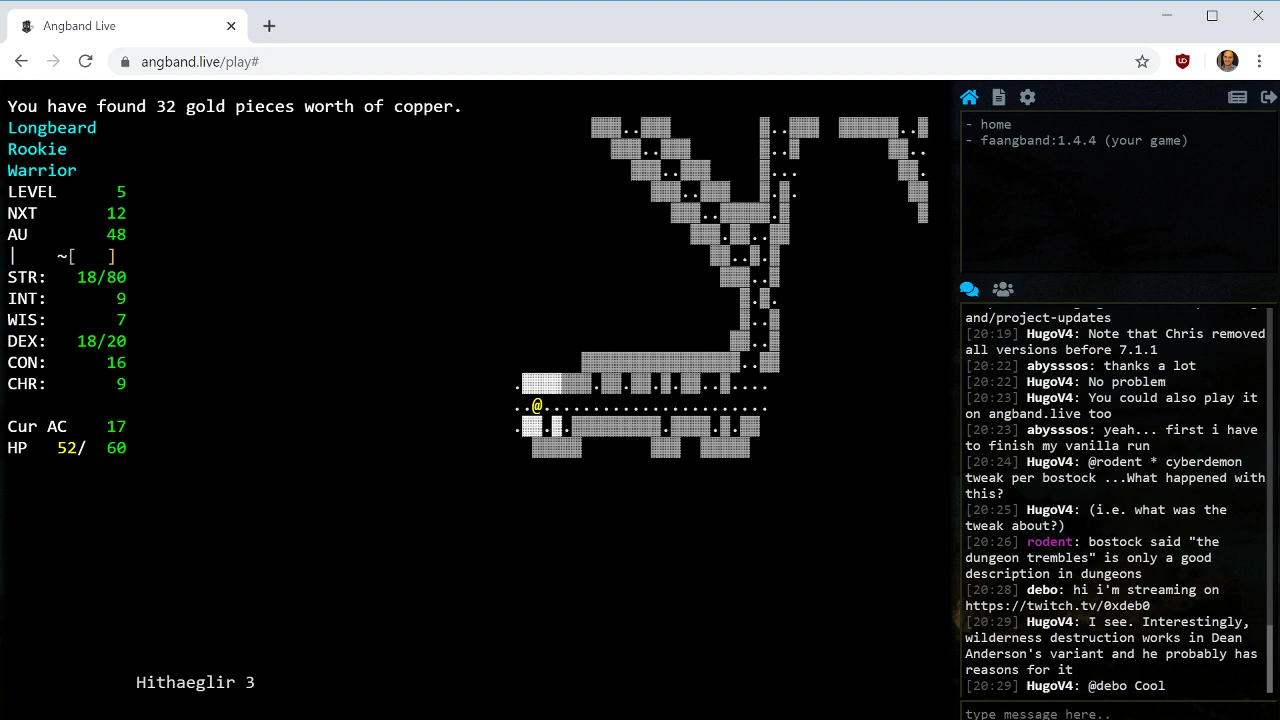 Angband Live
angband.live/play#
You have found 32 gold pieces worth of copper.
Longbeard
Rookie
Warrior
LEVEL 5
NXT 12
AU 48
| ~[ ]
STR: 18/80
INT: 9
WIS: 7
DEX: 18/20
CON: 16
CHR: 9
Cur AC 17
HP 52/ 60
@
Hithaeglir 3
- home
- faangband:1.4.4 (your game)
and/project-updates
[20:19] HugoV4: Note that Chris removed
all versions before 7.1.1
[20:22] abysssos: thanks a lot
[20:22] HugoV4: No problem
[20:23] HugoV4: You could also play it
on angband.live too
[20:23] abysssos: yeah... first i have
to finish my vanilla run
[20:24] HugoV4: @rodent * cyberdemon
tweak per bostock ...What happened with
this?
[20:25] HugoV4: (i.e. what was the
tweak about?)
[20:26] rodent: bostock said "the
dungeon trembles" is only a good
description in dungeons
[20:28] debo: hi i'm streaming on
https://twitch.tv/0xdeb0
[20:29] HugoV4: I see. Interestingly,
wilderness destruction works in Dean
Anderson's variant and he probably has
reasons for it
[20:29] HugoV4: @debo Cool
type message here..